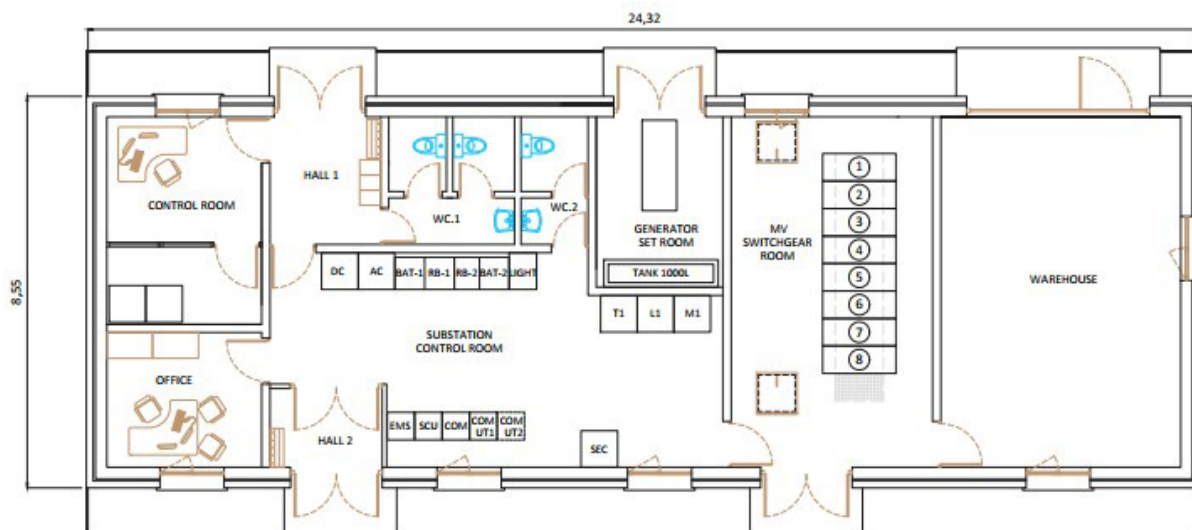 24,32
8,55
CONTROL ROOM
HALL 1
WC.1
WC.2
GENERATOR
SET ROOM
TANK 1000L
MV
SWITCHGEAR
ROOM
1
2
3
4
5
6
7
8
WAREHOUSE
DC
AC
BAT-1
RB-1
RB-2
BAT-2
LIGHT
T1
L1
M1
SUBSTATION
CONTROL ROOM
OFFICE
HALL 2
EMS
SCU
COM
COM
UT1
COM
UT2
SEC